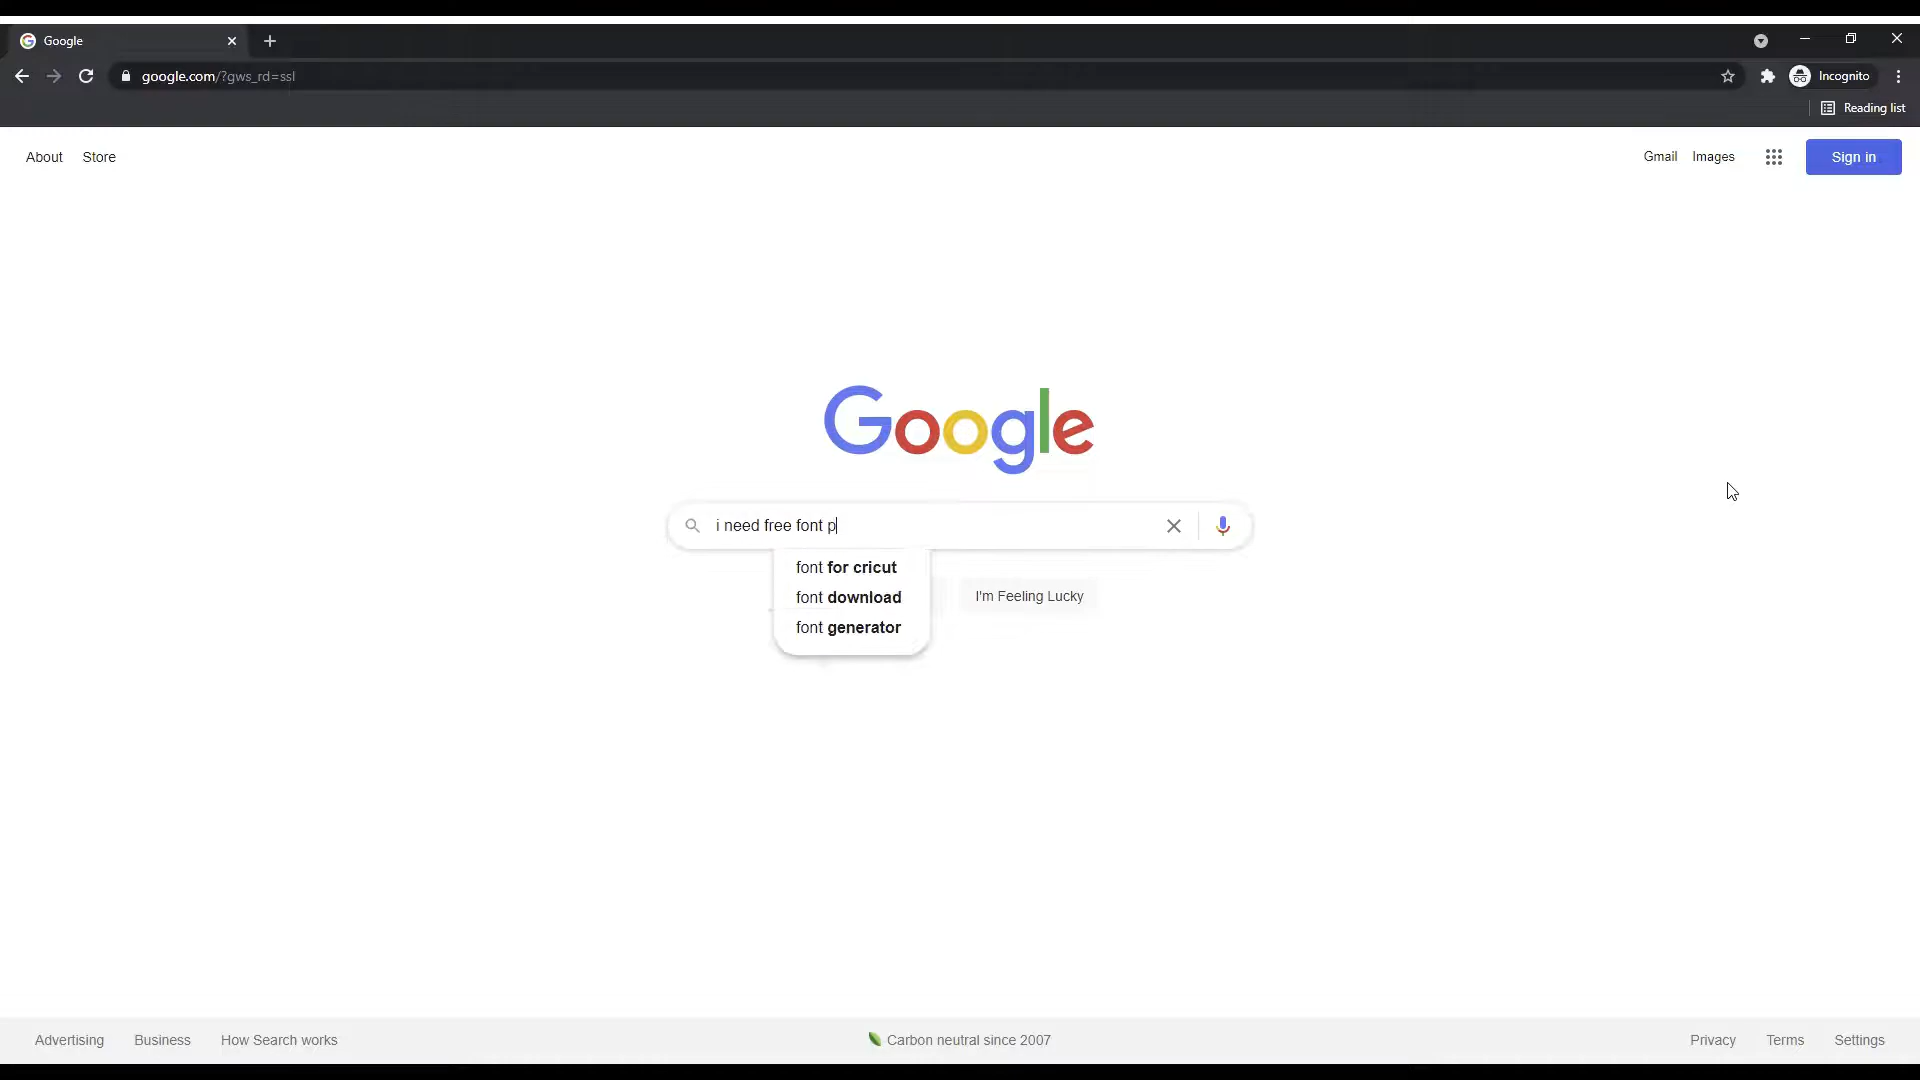 Google
google.com/?gws_rd=ssl
Incognito
Reading list
About Store
Gmail Images
Sign in
Google
i need free font p
font for cricut
font download
font generator
I'm Feeling Lucky
Advertising Business How Search works
Carbon neutral since 2007
Privacy Terms Settings